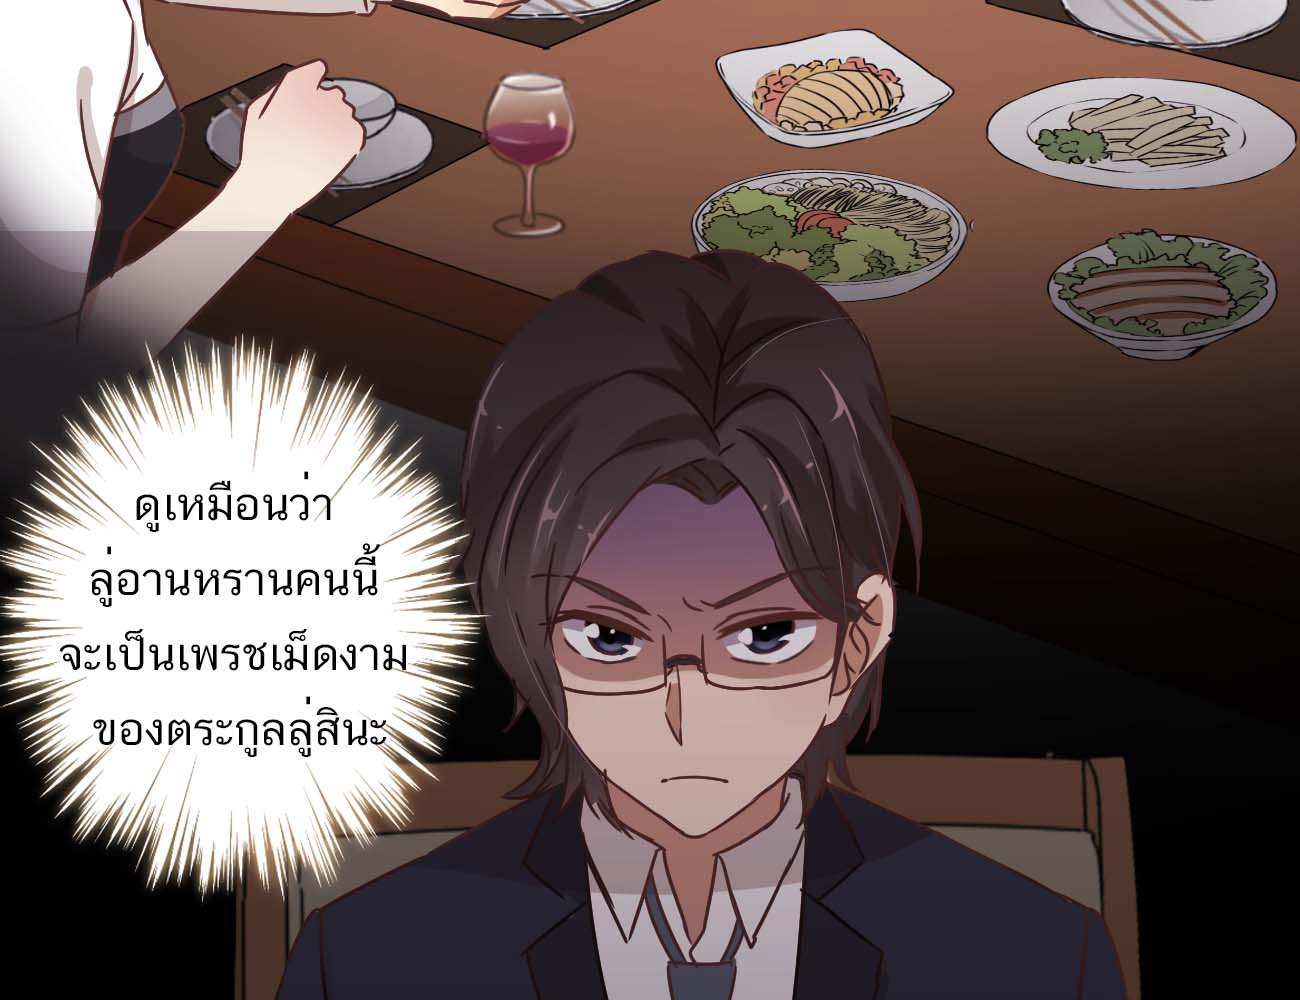 ดูเหมือนว่า
ลู่อานหรานคนนี้
จะเป็นเพรชเม็ดงาม
ของตระกูลลู่สินะ